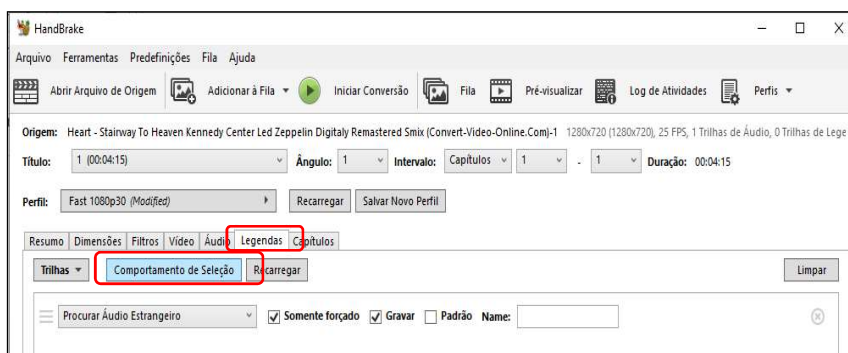 HandBrake
Arquivo Ferramentas Predefinições Fila Ajuda
Abrir Arquivo de Origem Adicionar à Fila Iniciar Conversão Fila Pré-visualizar Log de Atividades Perfis
Origem: Heart - Stairway To Heaven Kennedy Center Led Zeppelin Digitaly Remastered Smix (Convert-Video-Online.Com)-1 1280x720 (1280x720), 25 FPS, 1 Trilhas de Áudio, 0 Trilhas de Lege
Título: 1 (00:04:15) Ângulo: 1 Intervalo: Capítulos 1 - 1 Duração: 00:04:15
Perfil: Fast 1080p30 (Modified) Recarregar Salvar Novo Perfil
Resumo Dimensões Filtros Vídeo Áudio Legendas Capítulos
Trilhas Comportamento de Seleção Recarregar Limpar
Procurar Áudio Estrangeiro Somente forçado Gravar Padrão Name: